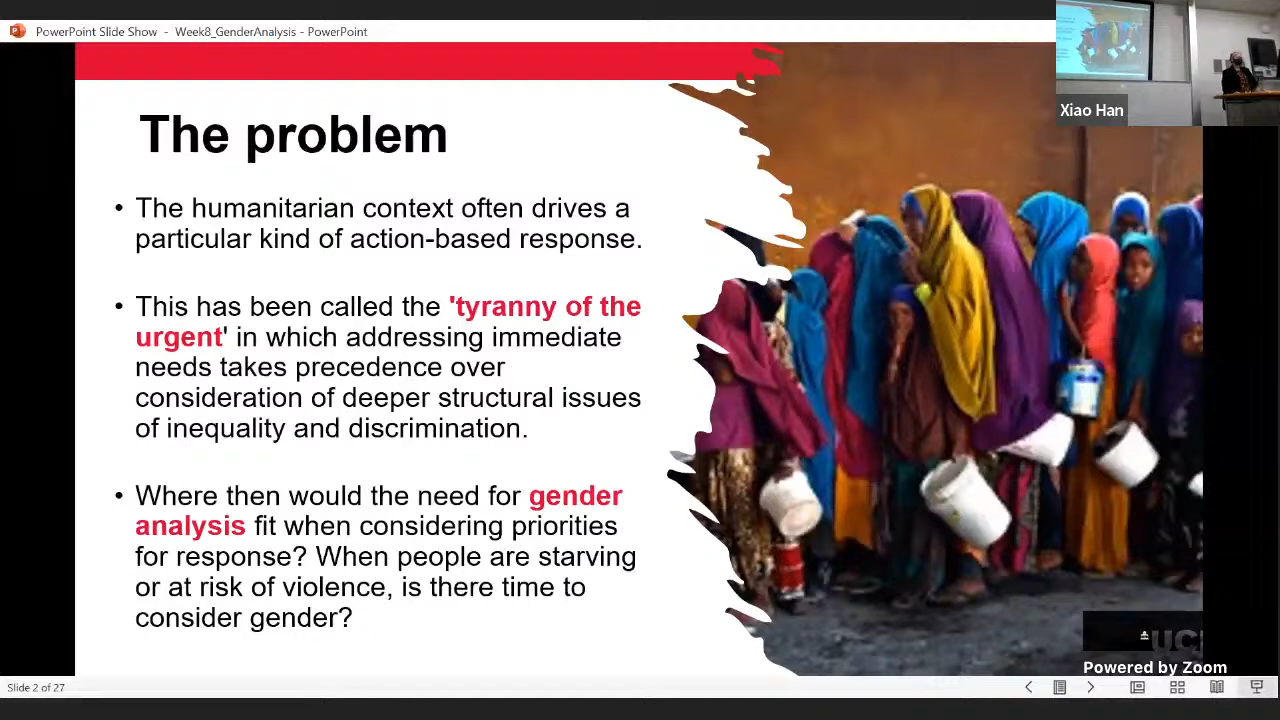 PowerPoint Slide Show - Week8_GenderAnalysis - PowerPoint
Xiao Han
The problem
• The humanitarian context often drives a
particular kind of action-based response.
• This has been called the 'tyranny of the
urgent' in which addressing immediate
needs takes precedence over
consideration of deeper structural issues
of inequality and discrimination.
• Where then would the need for gender
analysis fit when considering priorities
for response? When people are starving
or at risk of violence, is there time to
consider gender?
Powered by Zoom
Slide 2 of 27